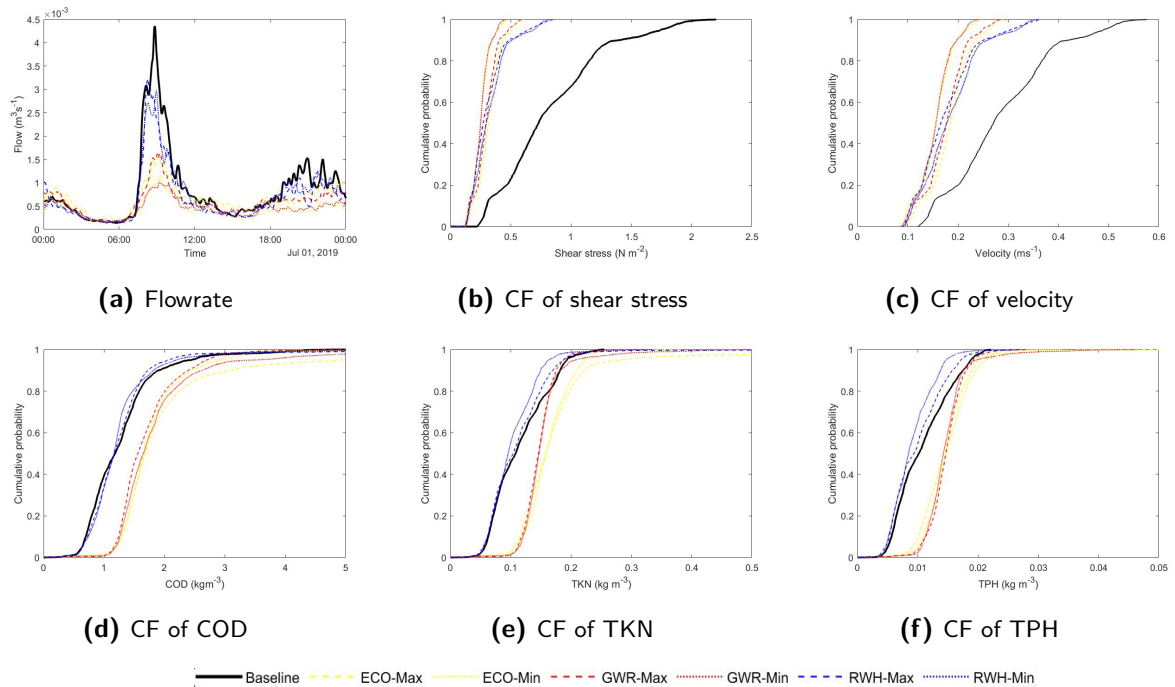 ×10⁻³
4.5
4
3.5
3
2.5
2
1.5
1
0.5
0
Flow (m³s⁻¹)
00:00 06:00 12:00 18:00 00:00
Time
Jul 01, 2019
(a) Flowrate
1
0.8
0.6
0.4
0.2
0
Cumulative probability
0 0.5 1 1.5 2 2.5
Shear stress (N m⁻²)
(b) CF of shear stress
1
0.8
0.6
0.4
0.2
0
Cumulative probability
0 0.1 0.2 0.3 0.4 0.5 0.6
Velocity (ms⁻¹)
(c) CF of velocity
1
0.8
0.6
0.4
0.2
0
Cumulative probability
0 1 2 3 4 5
COD (kgm⁻³)
(d) CF of COD
1
0.8
0.6
0.4
0.2
0
Cumulative probability
0 0.1 0.2 0.3 0.4 0.5
TKN (kg m⁻³)
(e) CF of TKN
1
0.8
0.6
0.4
0.2
0
Cumulative probability
0 0.01 0.02 0.03 0.04 0.05
TPH (kg m⁻³)
(f) CF of TPH
Baseline ECO-Max ECO-Min GWR-Max GWR-Min RWH-Max RWH-Min